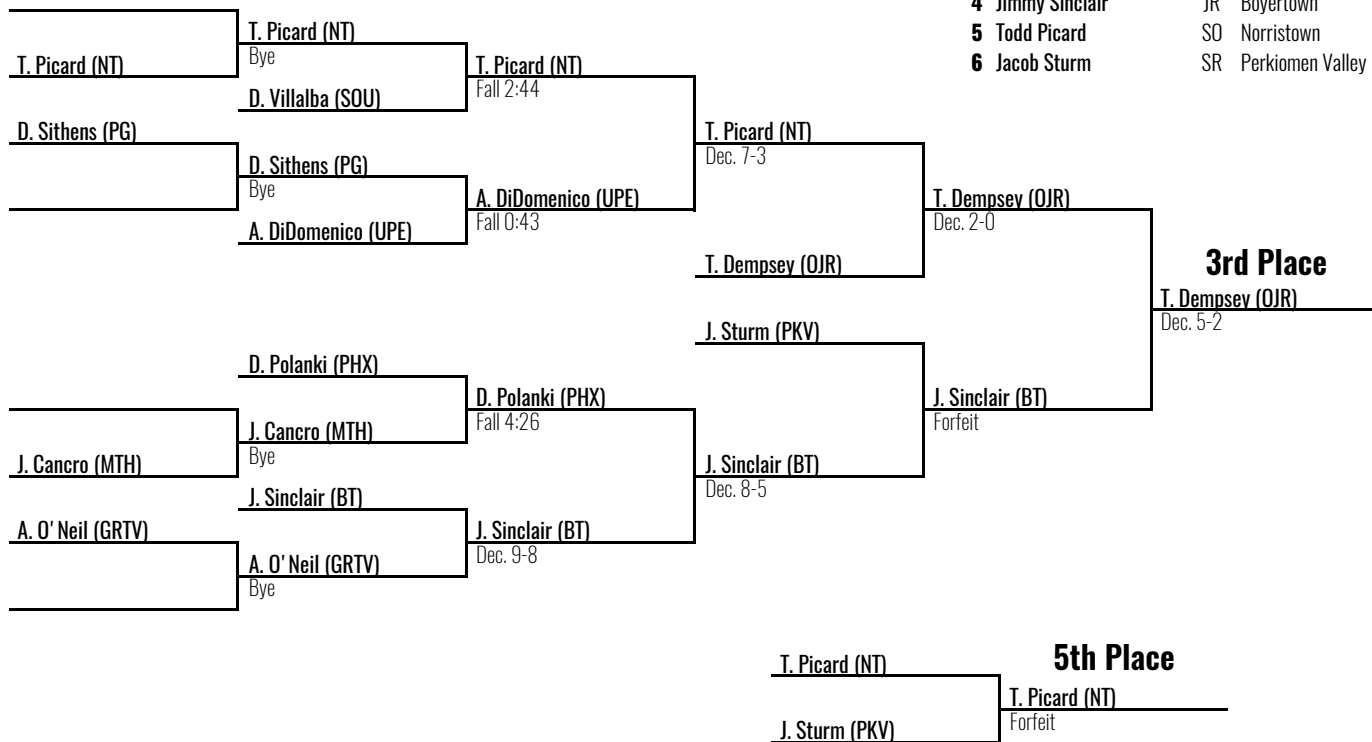 4 Jimmy Sinclair JR Boyertown
5 Todd Picard SO Norristown
6 Jacob Sturm SR Perkiomen Valley
T. Picard (NT)
Bye
T. Picard (NT)
T. Picard (NT)
Fall 2:44
D. Villalba (SOU)
D. Sithens (PG)
T. Picard (NT)
Dec. 7-3
D. Sithens (PG)
Bye
A. DiDomenico (UPE)
Fall 0:43
T. Dempsey (OJR)
Dec. 2-0
A. DiDomenico (UPE)
T. Dempsey (OJR)
3rd Place
T. Dempsey (OJR)
Dec. 5-2
J. Sturm (PKV)
D. Polanki (PHX)
D. Polanki (PHX)
Fall 4:26
J. Sinclair (BT)
Forfeit
J. Cancro (MTH)
Bye
J. Cancro (MTH)
J. Sinclair (BT)
Dec. 8-5
J. Sinclair (BT)
A. O'Neil (GRTV)
J. Sinclair (BT)
Dec. 9-8
A. O'Neil (GRTV)
Bye
5th Place
T. Picard (NT)
T. Picard (NT)
Forfeit
J. Sturm (PKV)